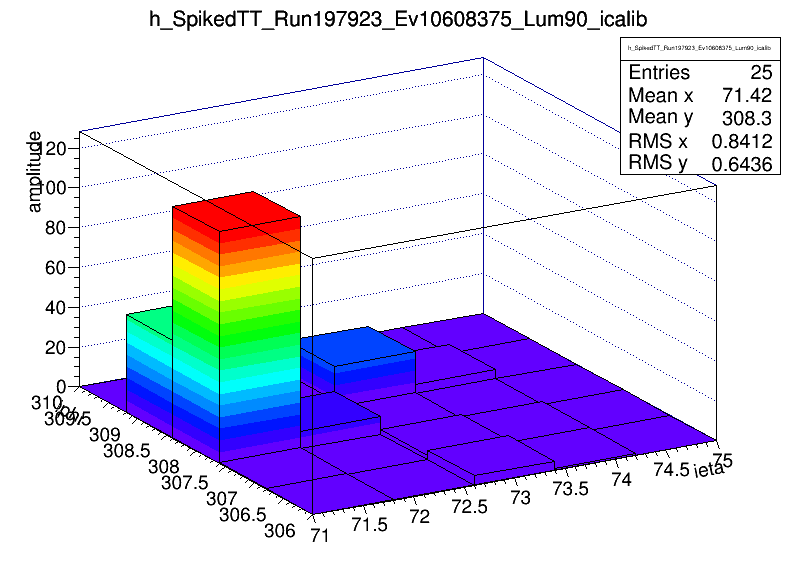 h_SpikedTT_Run197923_Ev10608375_Lum90_icalib
h_SpikedTT_Run197923_Ev10608375_Lum90_icalib
Entries 25
Mean x 71.42
Mean y 308.3
RMS x 0.8412
RMS y 0.6436
amplitude
120
100
80
60
40
20
0
310
309.5
309
308.5
308
307.5
307
306.5
306
iphi
71
71.5
72
72.5
73
73.5
74
74.5
75
ieta